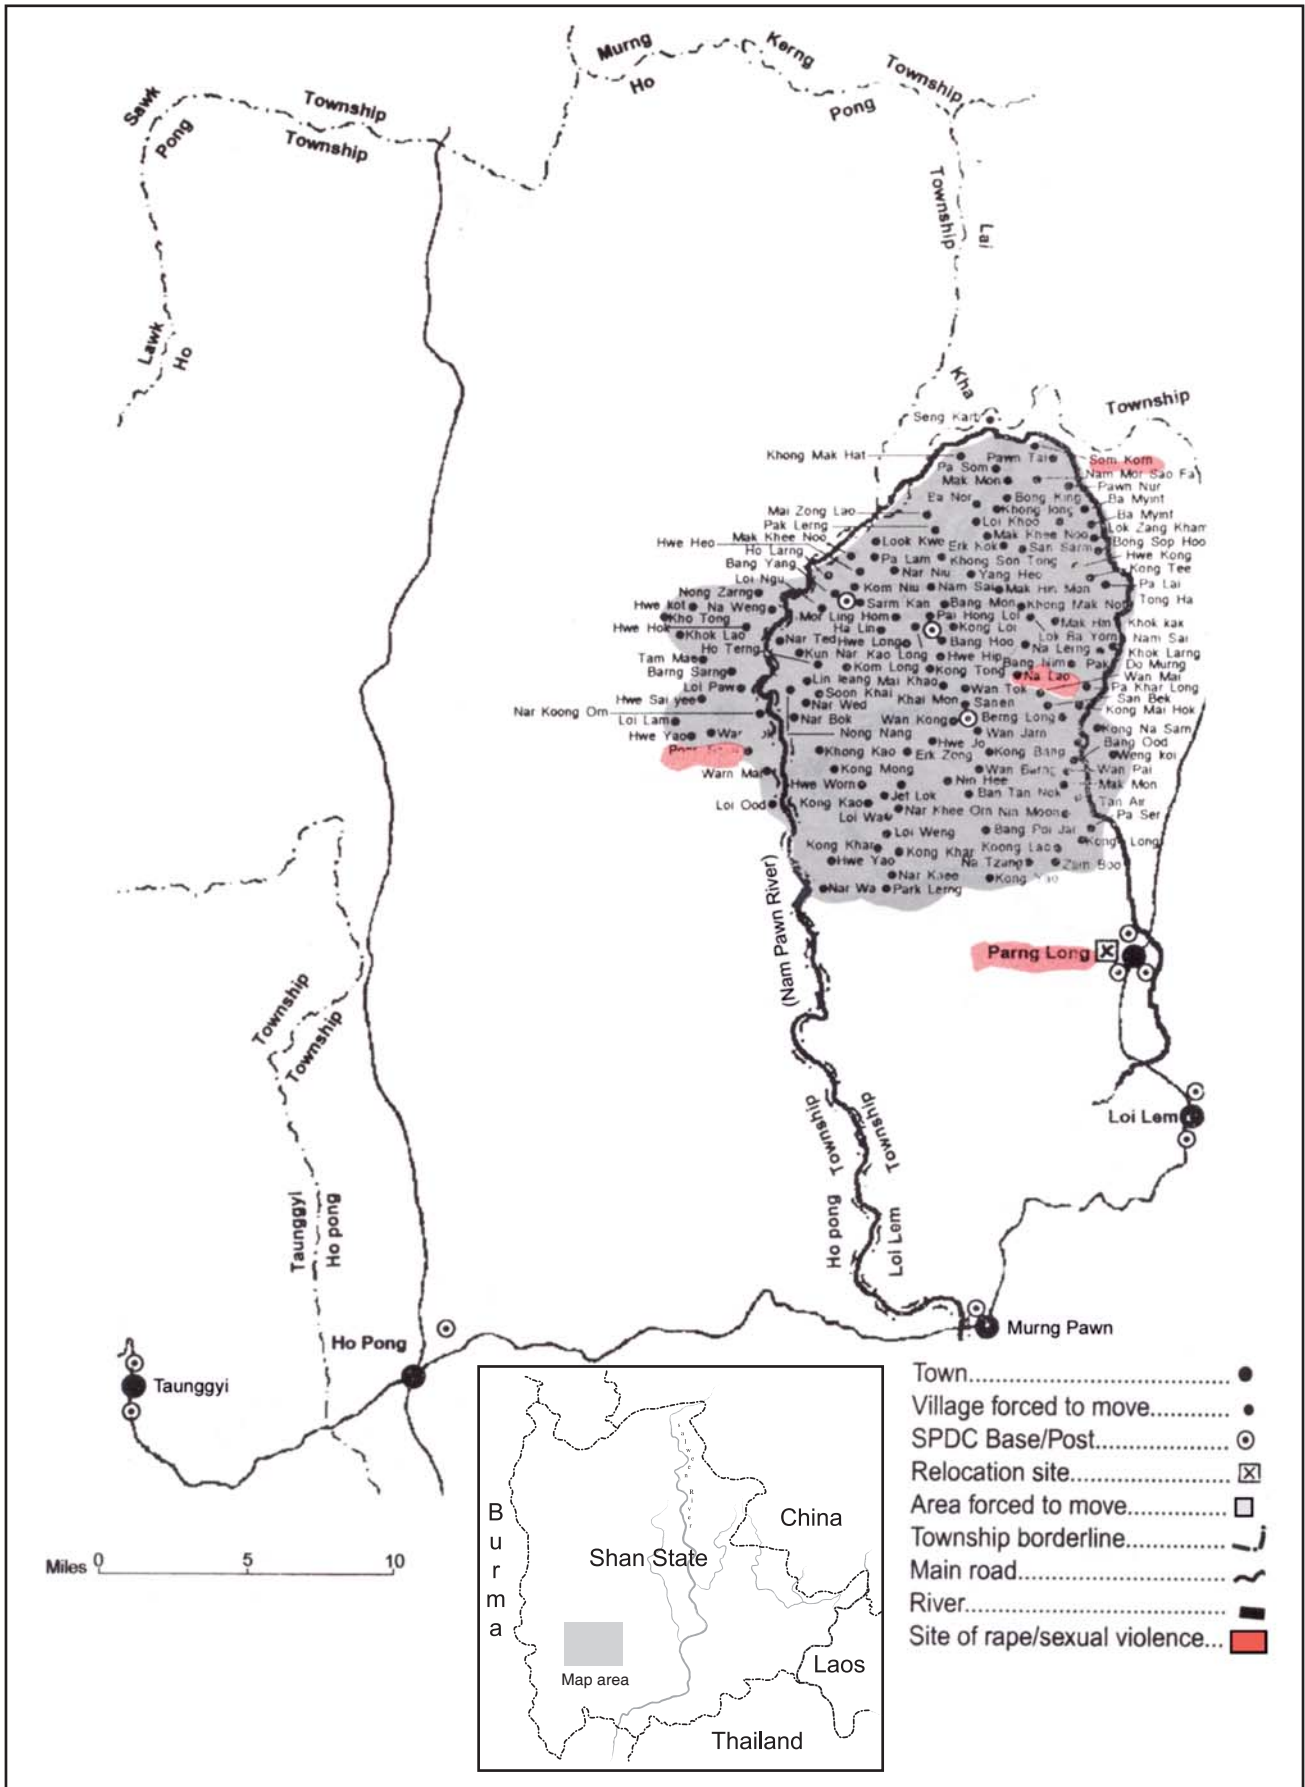 Murng Kerng Township
Ho Pong
Sawk Township
Pong Township
Township Lai
Lawk
Ho
Kha Township
Seng Kart
Khong Mak Hat
Pawn Tai
Som Korn
Pa Som
Nam Mor Sao Fa
Mak Mon
Pawn Nur
Ea Nor
Bong King
Ba Myint
Khong Iong
Mai Zong Lao
Ba Myint
Pak Lerng
Loi Khoo
Lok Zang Kham
Mak Khee Noo
Mak Khee Noo
Hwe Heo
Look Kwe
Bong Sop Hoo
Ho Larng
Erk Kok
San Sarm
Hwe Kong
Bang Yang
Pa Lam
Khong Son Tong
Kong Tee
Loi Ngu
Nar Niu
Yang Heo
Pa Lai
Nong Zarng
Kom Niu
Nam Sai
Mak Hin Man
Tong Ha
Hwe kot
Na Weng
Sarm Kan
Bang Mon
Khong Mak Not
Kho Tong
Mor Ling Hom
Pai Hong Loi
Hwe Hok
Ha Lin
Kong Loi
Mak Hin
Khok kak
Khok Lao
Nar Ted
Hwe Long
Bang Hoo
Lok Ba Yom
Nam Sai
Ho Terng
Kun Nar Kao Long
Hwe Hip
Na Lerng
Khok Larng
Tam Mae
Kom Long
Kong Tong
Bang Nim
Pak
Do Murng
Barng Sarng
Na Lao
Wan Mai
Loi Paw
Lin leang
Mai Khao
Wan Tok
Pa Khar Long
Hwe Sai yee
Soon Khai
Khai Mon
Sanen
San Bek
Nar Koong Orn
Nar Wed
Kong Mai Hok
Loi Lam
Nar Bok
Wan Kong
Berng Long
Hwe Yao
Nong Nang
Wan Jarn
Kong Na Sam
Hwe Jo
Bang Ood
Khong Kao
Erk Zong
Kong Bang
Weng koi
Warn Mai
Kong Mong
Wan Pai
Hwe Worn
Nin Hee
Mak Mon
Loi Ood
Kong Kao
Jet Lok
Ban Tan Nok
Tan Air
Loi Wa
Nar Khee Orn
Nin Moon
Pa Ser
Loi Weng
Bang Poi Jar
Kong Long
Kong Khar
Kong Khar
Koong Lao
Hwe Yao
Na Tzang
Nar Khee
Nar Wa
Park Lerng
(Nam Pawn River)
Parng Long
Township
Township
Loi Lem
Township
Township
Taunggyi
Ho pong
Ho pong
Loi Lem
Ho Pong
Murng Pawn
Taunggyi
Miles 0 5 10
Burma
Salween River
China
Shan State
Laos
Map area
Thailand
Town
Village forced to move
SPDC Base/Post
Relocation site
Area forced to move
Township borderline
Main road
River
Site of rape/sexual violence...